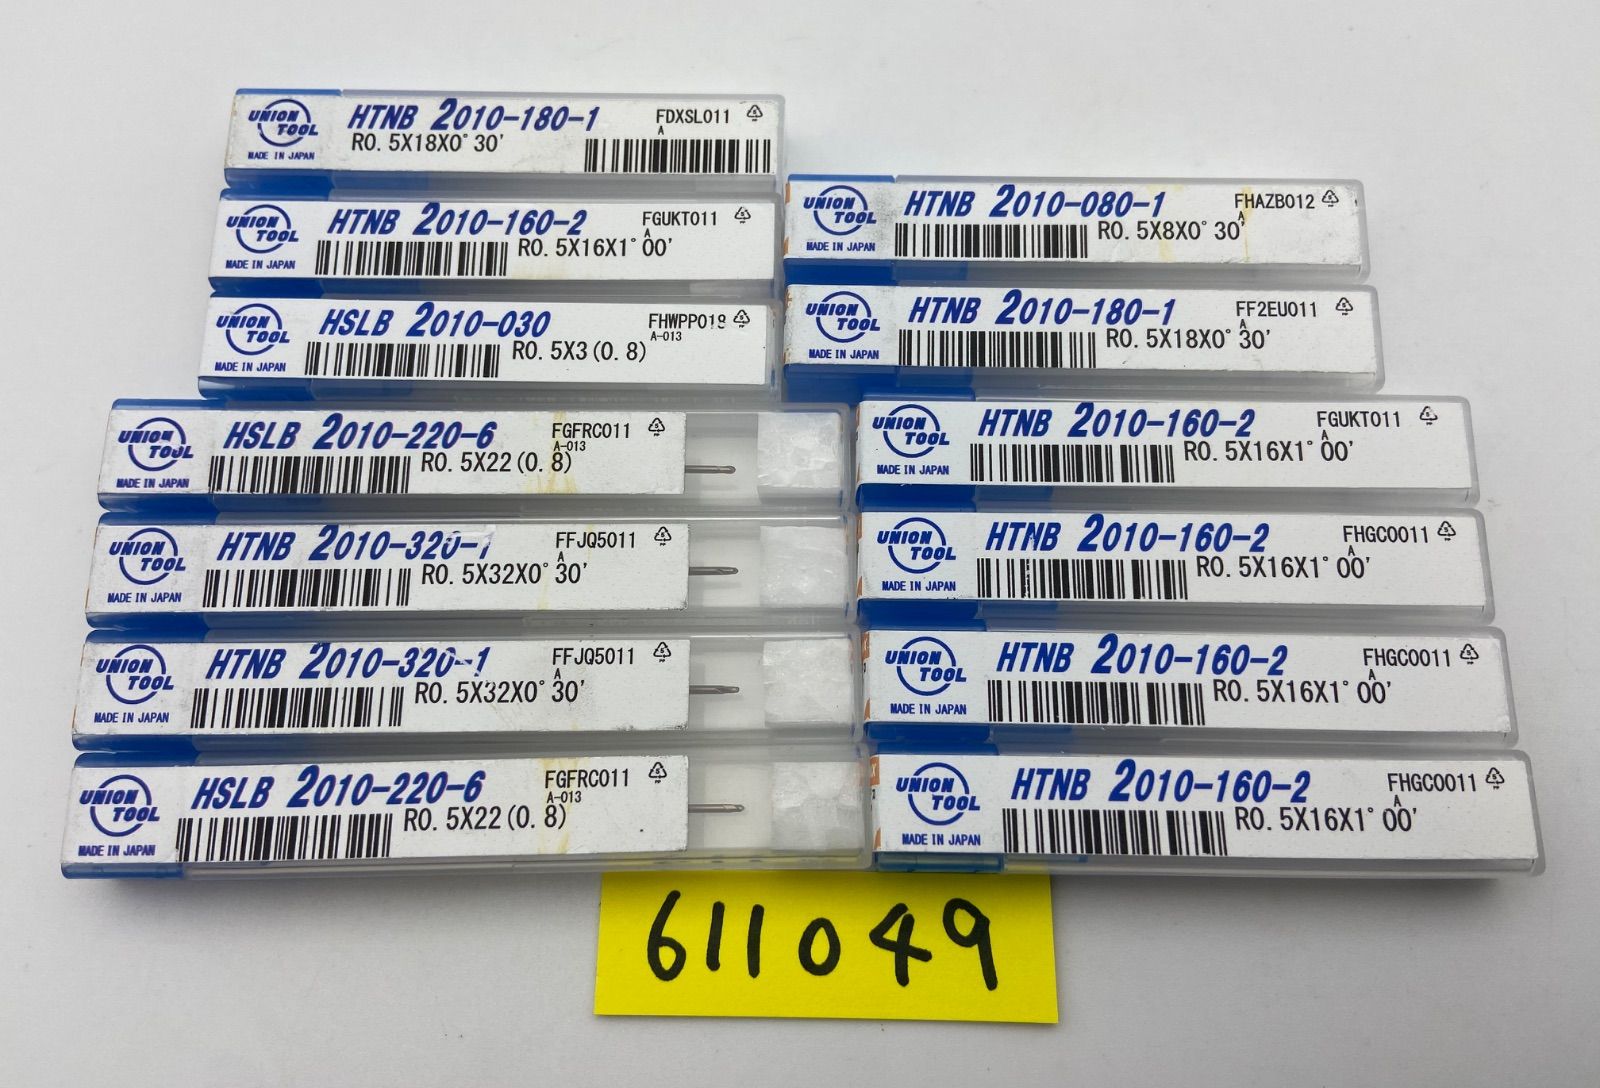 UNION TOOL
MADE IN JAPAN
HTNB 2010-180-1
FDXSL011
A
R0. 5X18X0° 30'
UNION TOOL
MADE IN JAPAN
HTNB 2010-160-2
FGUKT011
A
R0. 5X16X1° 00'
UNION TOOL
MADE IN JAPAN
HSLB 2010-030
A-013
R0. 5X3(0. 8)
UNION TOOL
MADE IN JAPAN
HSLB 2010-220-6
FGFRC011
A-013
R0. 5X22(0. 8)
UNION TOOL
MADE IN JAPAN
HTNB 2010-320-1
FFJQ5011
A
R0. 5X32X0° 30'
UNION TOOL
MADE IN JAPAN
HTNB 2010-320-1
FFJQ5011
A
R0. 5X32X0° 30'
UNION TOOL
MADE IN JAPAN
HSLB 2010-220-6
FGFRC011
A-013
R0. 5X22(0. 8)
UNION TOOL
MADE IN JAPAN
HTNB 2010-080-1
FHAZB012
A
R0. 5X8X0° 30'
UNION TOOL
MADE IN JAPAN
HTNB 2010-180-1
FF2EU011
A
R0. 5X18X0° 30'
UNION TOOL
MADE IN JAPAN
HTNB 2010-160-2
FGUKT011
A
R0. 5X16X1° 00'
UNION TOOL
MADE IN JAPAN
HTNB 2010-160-2
FHGC0011
A
R0. 5X16X1° 00'
UNION TOOL
MADE IN JAPAN
HTNB 2010-160-2
FHGC0011
A
R0. 5X16X1° 00'
UNION TOOL
MADE IN JAPAN
HTNB 2010-160-2
FHGC0011
A
R0. 5X16X1° 00'
611049